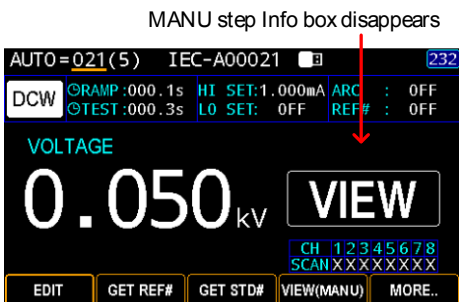 MANU step Info box disappears
AUTO=021(5) IEC-A00021 232
DCW RAMP:000.1s HI SET:1.000mA ARC : OFF
TEST:000.3s LO SET: OFF REF# : OFF
VOLTAGE
0.050 kV VIEW
CH 1 2 3 4 5 6 7 8
SCAN X X X X X X X X
EDIT GET REF# GET STD# VIEW(MANU) MORE..